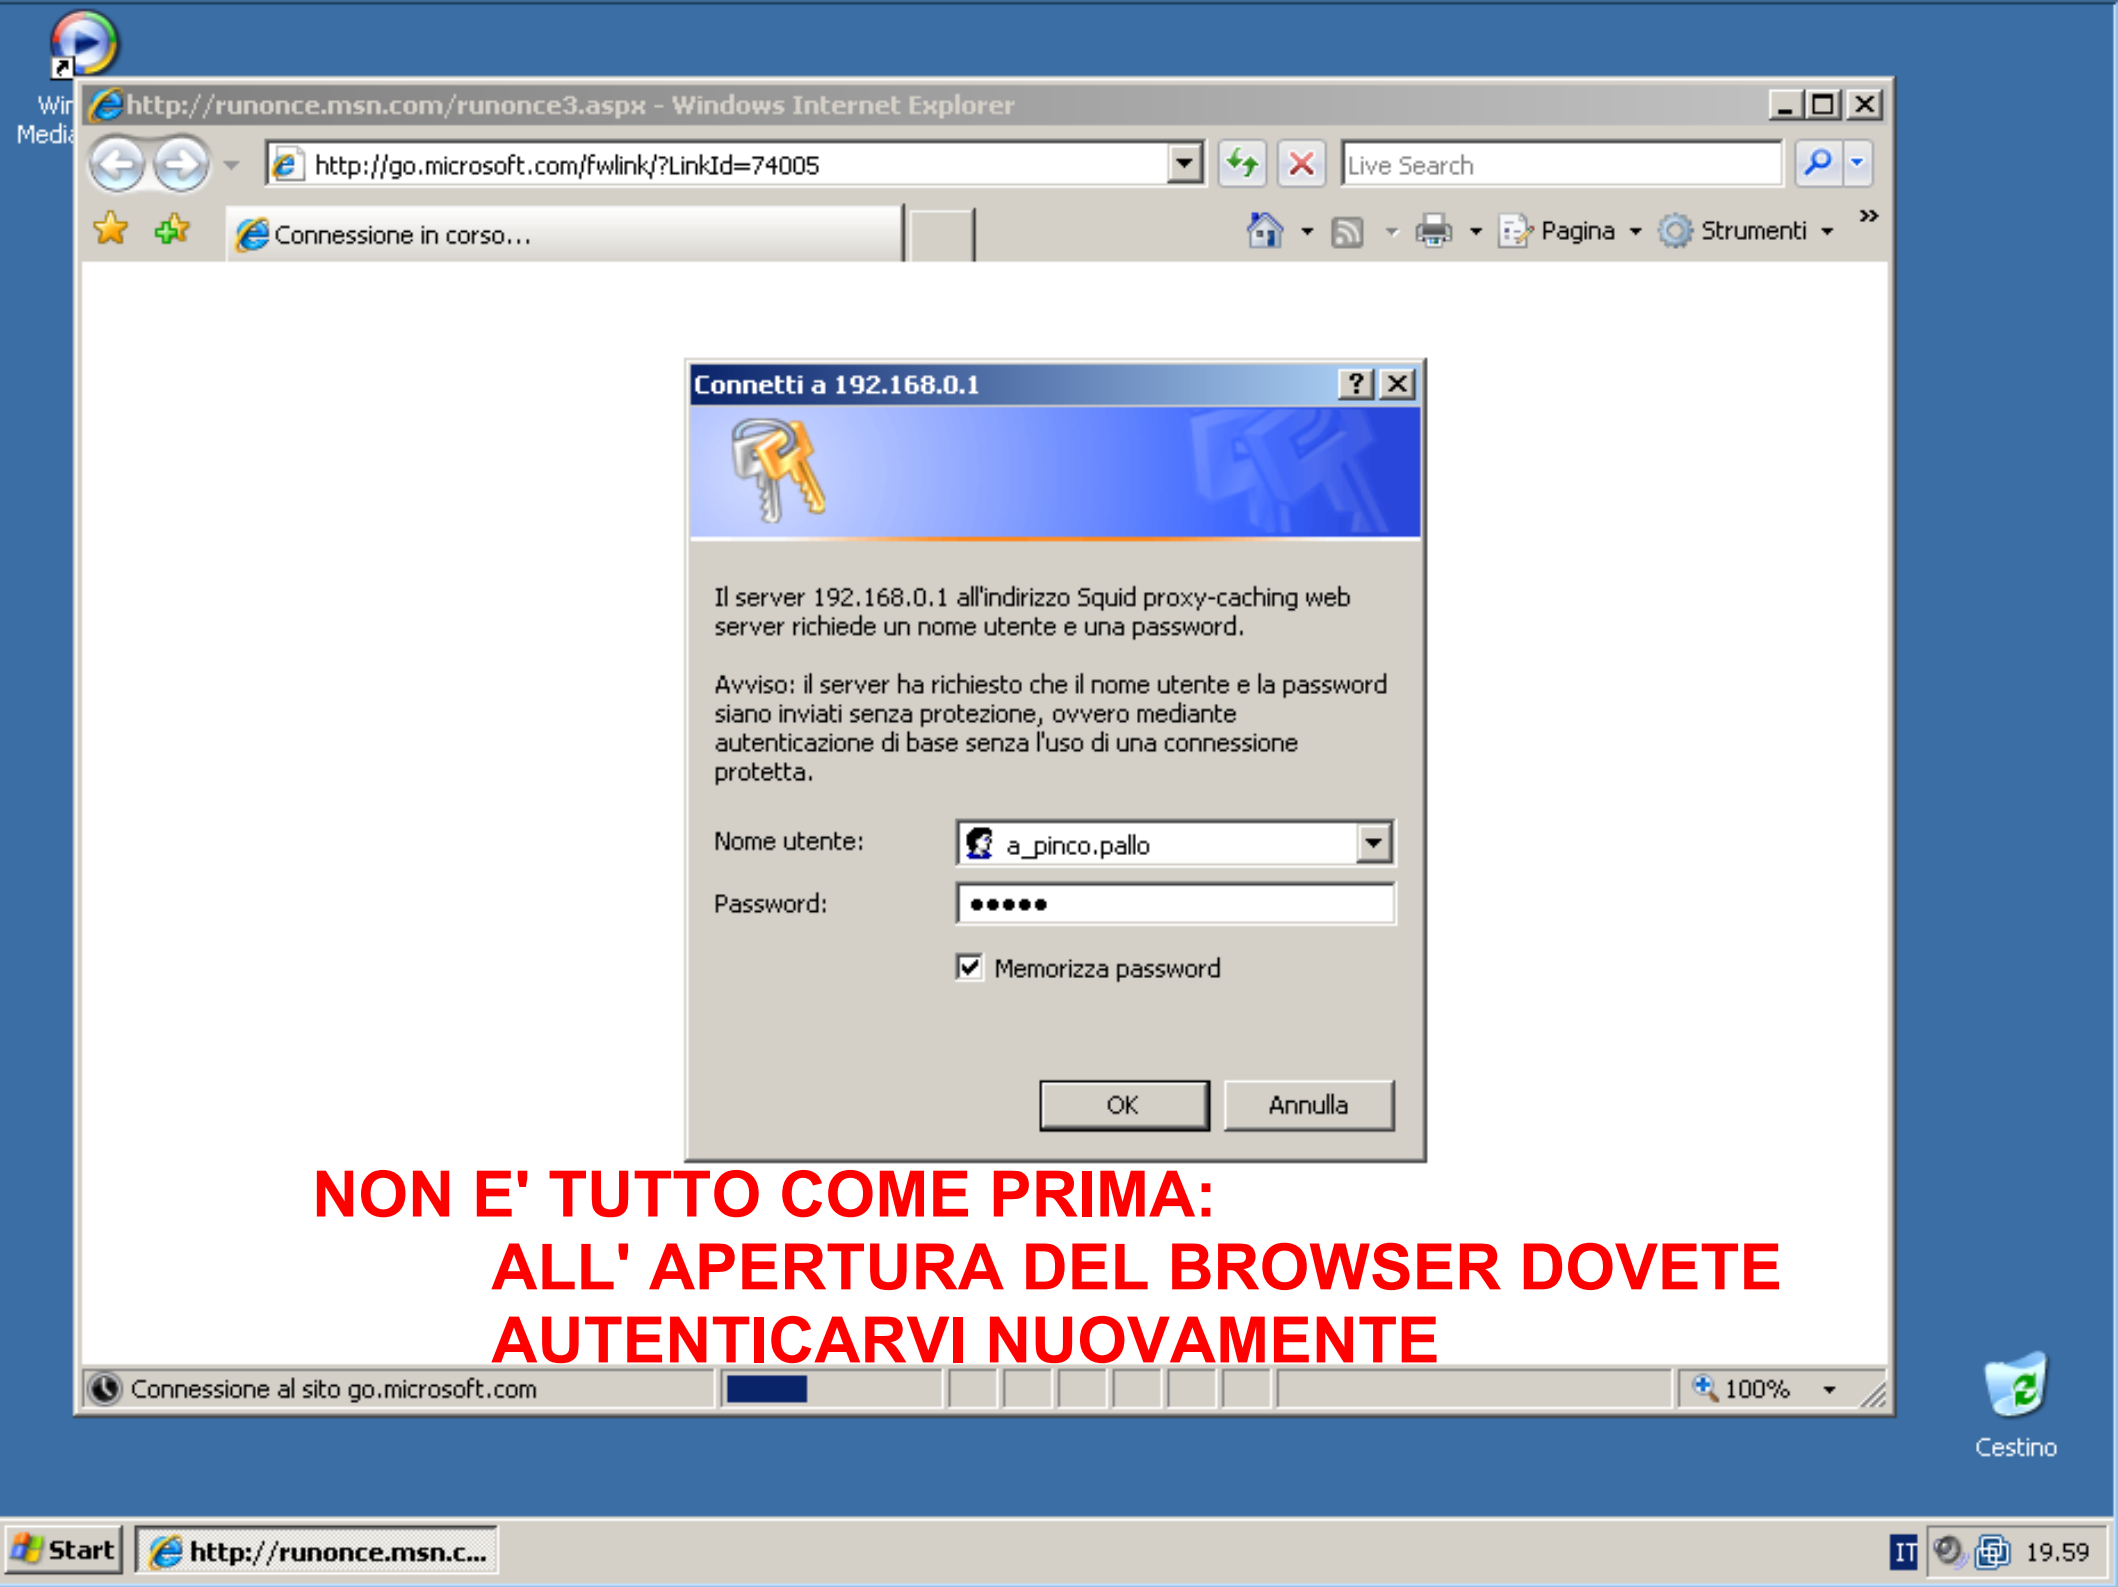 Win
Media
http://runonce.msn.com/runonce3.aspx - Windows Internet Explorer
http://go.microsoft.com/fwlink/?LinkId=74005
Live Search
Connessione in corso...
Pagina
Strumenti
»
Connetti a 192.168.0.1
Il server 192.168.0.1 all'indirizzo Squid proxy-caching web
server richiede un nome utente e una password.
Avviso: il server ha richiesto che il nome utente e la password
siano inviati senza protezione, ovvero mediante
autenticazione di base senza l'uso di una connessione
protetta.
Nome utente:
a_pinco.pallo
Password:
●●●●●
Memorizza password
OK
Annulla
NON E' TUTTO COME PRIMA:
ALL' APERTURA DEL BROWSER DOVETE
AUTENTICARVI NUOVAMENTE
Connessione al sito go.microsoft.com
100%
Cestino
Start
http://runonce.msn.c...
IT
19.59